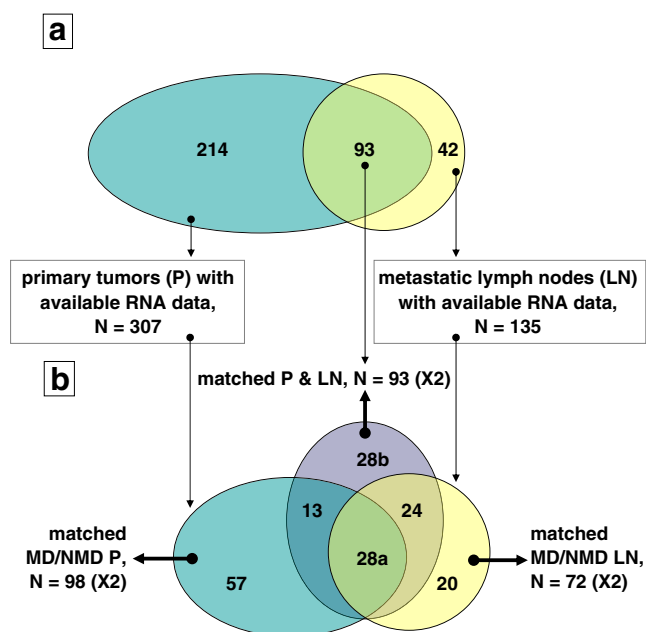 a
214
93
42
primary tumors (P) with
available RNA data,
N = 307
metastatic lymph nodes (LN)
with available RNA data,
N = 135
b
matched P & LN, N = 93 (X2)
28b
13
24
matched
MD/NMD P,
N = 98 (X2)
28a
matched
MD/NMD LN,
N = 72 (X2)
57
20